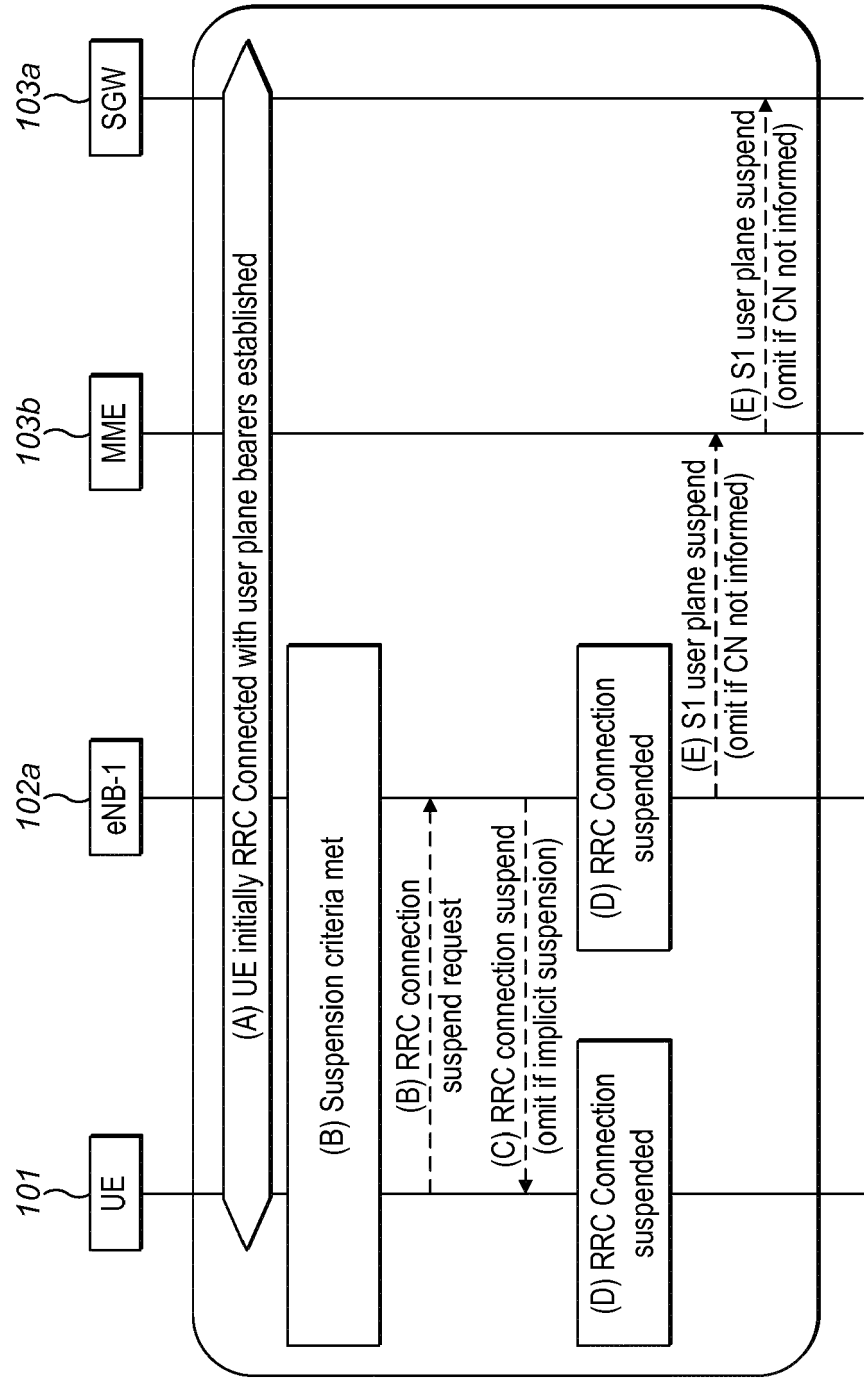 101
102a
103b
103a
UE
eNB-1
MME
SGW
(A) UE initially RRC Connected with user plane bearers established
(B) Suspension criteria met
(B) RRC connection
suspend request
(C) RRC connection suspend
(omit if implicit suspension)
(D) RRC Connection
suspended
(D) RRC Connection
suspended
(E) S1 user plane suspend
(omit if CN not informed)
(E) S1 user plane suspend
(omit if CN not informed)